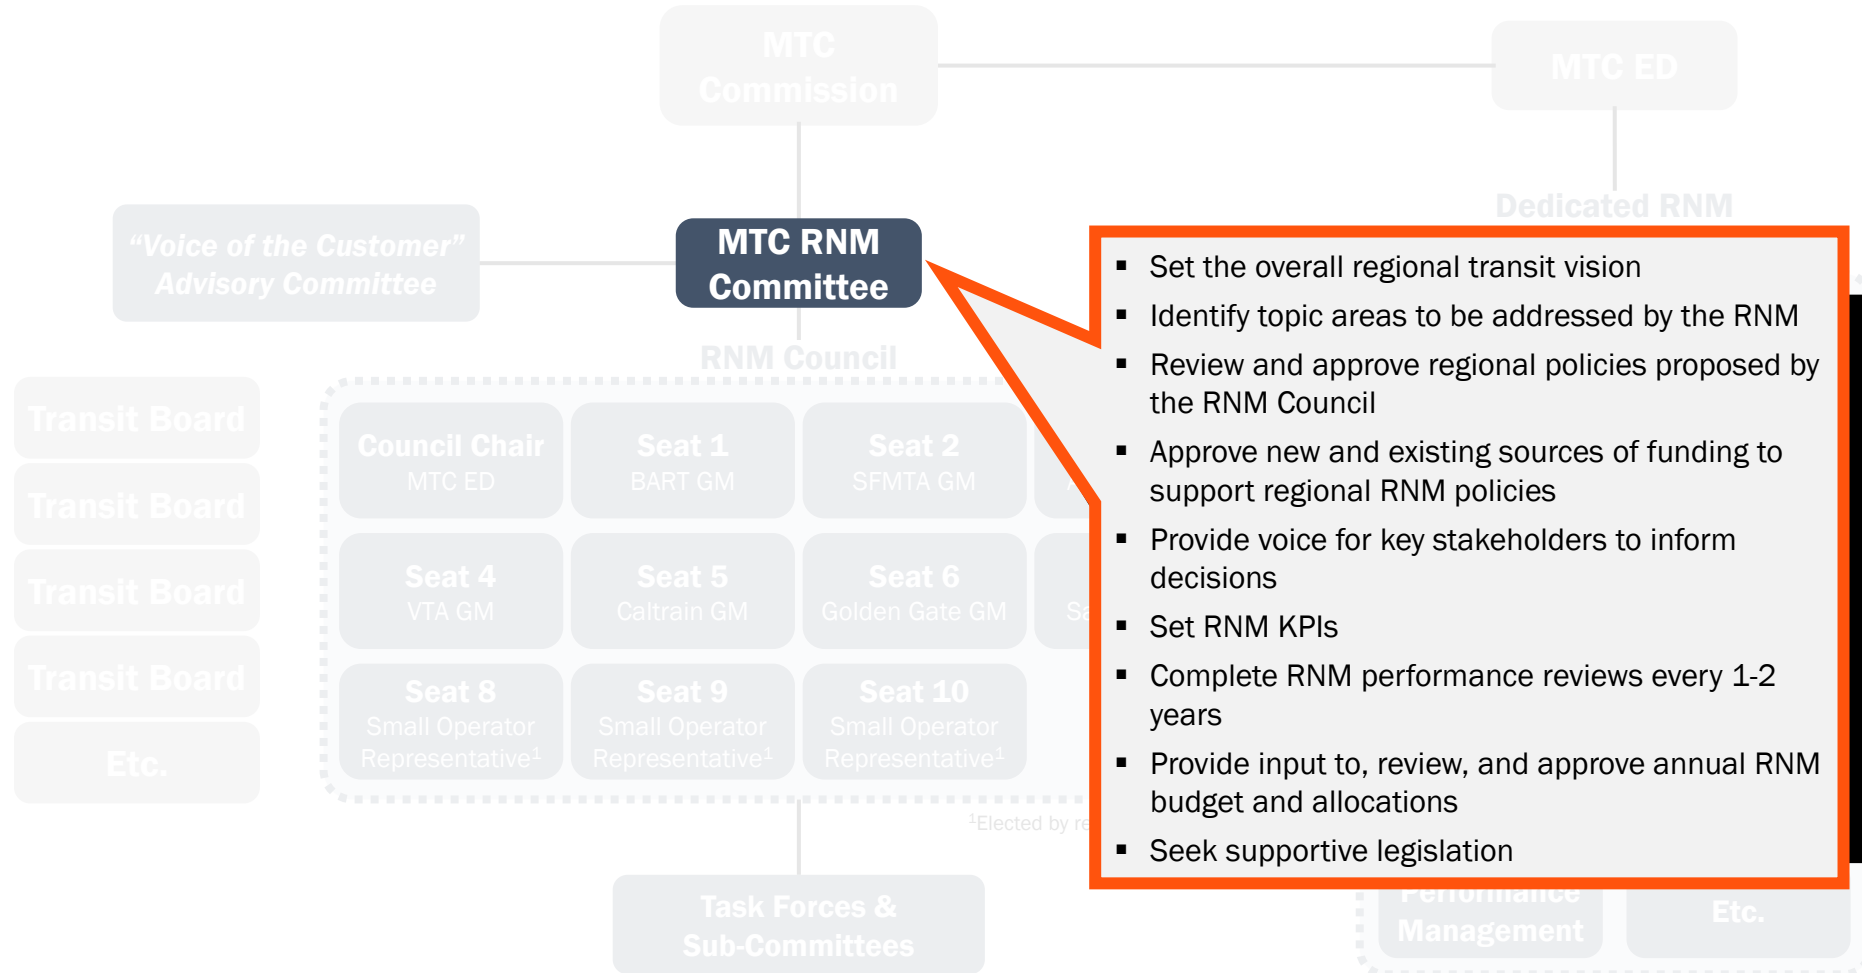 MTC
Commission
MTC ED
Dedicated RNM
“Voice of the Customer”
Advisory Committee
MTC RNM
Committee
RNM Council
Transit Board
Transit Board
Transit Board
Transit Board
Etc.
Council Chair
MTC ED
Seat 1
BART GM
Seat 2
SFMTA GM
Seat 4
VTA GM
Seat 5
Caltrain GM
Seat 6
Golden Gate GM
Seat 8
Small Operator
Representative¹
Seat 9
Small Operator
Representative¹
Seat 10
Small Operator
Representative¹
¹Elected by
Task Forces &
Sub-Committees
▪ Set the overall regional transit vision
▪ Identify topic areas to be addressed by the RNM
▪ Review and approve regional policies proposed by
the RNM Council
▪ Approve new and existing sources of funding to
support regional RNM policies
▪ Provide voice for key stakeholders to inform
decisions
▪ Set RNM KPIs
▪ Complete RNM performance reviews every 1-2
years
▪ Provide input to, review, and approve annual RNM
budget and allocations
▪ Seek supportive legislation
Performance
Management
Etc.